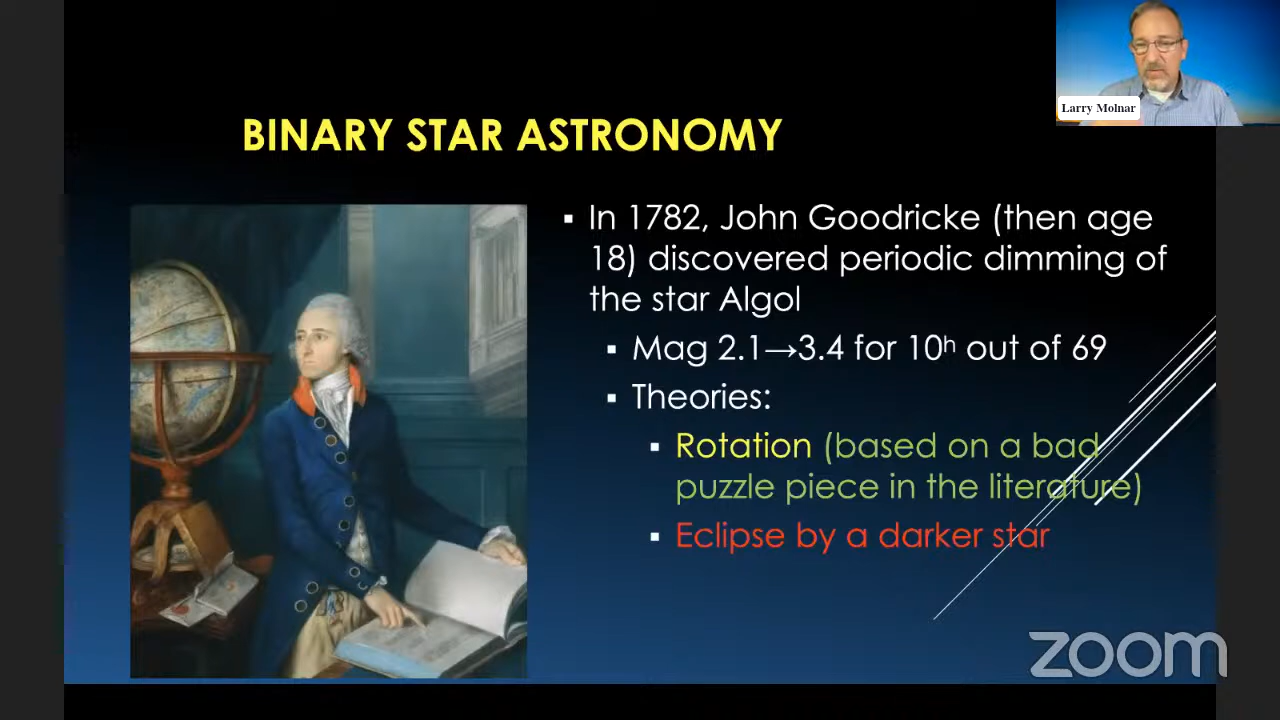 Larry Molnar
BINARY STAR ASTRONOMY
▪ In 1782, John Goodricke (then age
18) discovered periodic dimming of
the star Algol
▪ Mag 2.1→3.4 for 10ʰ out of 69
▪ Theories:
▪ Rotation (based on a bad
puzzle piece in the literature)
▪ Eclipse by a darker star
zoom